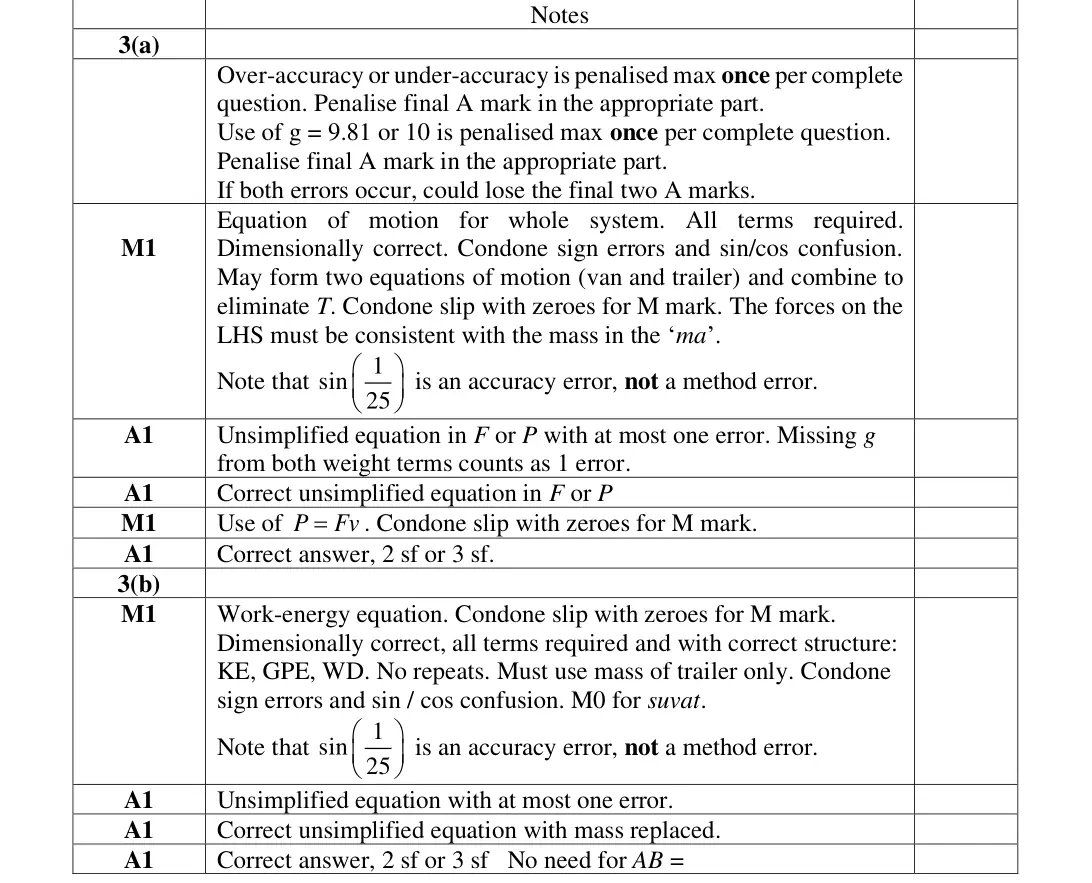 Notes
3(a)
Over-accuracy or under-accuracy is penalised max once per complete
question. Penalise final A mark in the appropriate part.
Use of g = 9.81 or 10 is penalised max once per complete question.
Penalise final A mark in the appropriate part.
If both errors occur, could lose the final two A marks.
M1
Equation of motion for whole system. All terms required.
Dimensionally correct. Condone sign errors and sin/cos confusion.
May form two equations of motion (van and trailer) and combine to
eliminate T. Condone slip with zeroes for M mark. The forces on the
LHS must be consistent with the mass in the ‘ma’.
Note that sin(1/25) is an accuracy error, not a method error.
A1
Unsimplified equation in F or P with at most one error. Missing g
from both weight terms counts as 1 error.
A1
Correct unsimplified equation in F or P
M1
Use of P = Fv. Condone slip with zeroes for M mark.
A1
Correct answer, 2 sf or 3 sf.
3(b)
M1
Work-energy equation. Condone slip with zeroes for M mark.
Dimensionally correct, all terms required and with correct structure:
KE, GPE, WD. No repeats. Must use mass of trailer only. Condone
sign errors and sin / cos confusion. M0 for suvat.
Note that sin(1/25) is an accuracy error, not a method error.
A1
Unsimplified equation with at most one error.
A1
Correct unsimplified equation with mass replaced.
A1
Correct answer, 2 sf or 3 sf No need for AB =